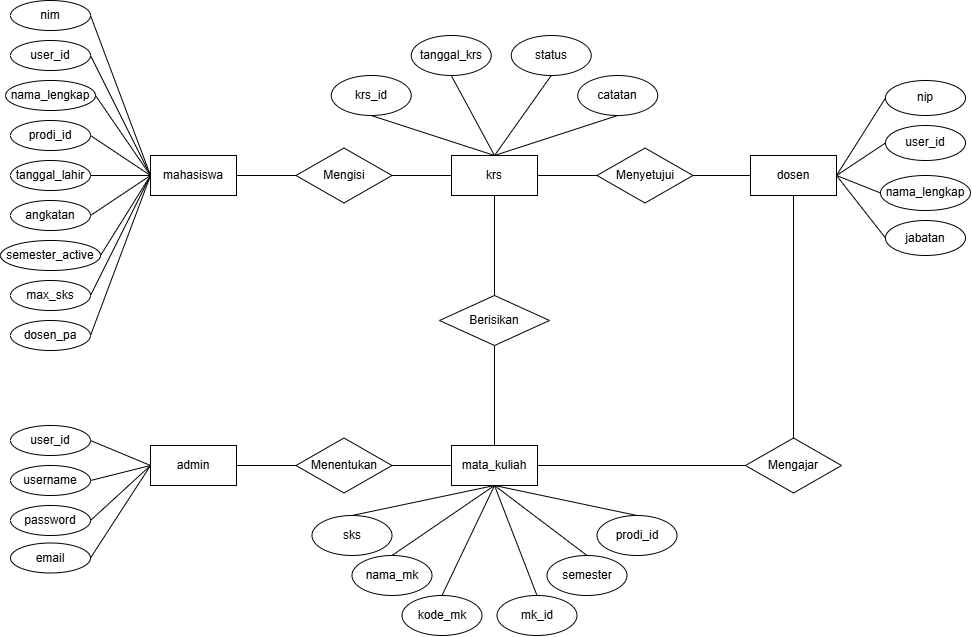 nim
user_id
nama_lengkap
prodi_id
tanggal_lahir
angkatan
semester_active
max_sks
dosen_pa
mahasiswa
Mengisi
krs_id
tanggal_krs
status
catatan
krs
Menyetujui
dosen
nip
user_id
nama_lengkap
jabatan
Berisikan
user_id
username
password
email
admin
Menentukan
mata_kuliah
Mengajar
sks
nama_mk
kode_mk
mk_id
semester
prodi_id